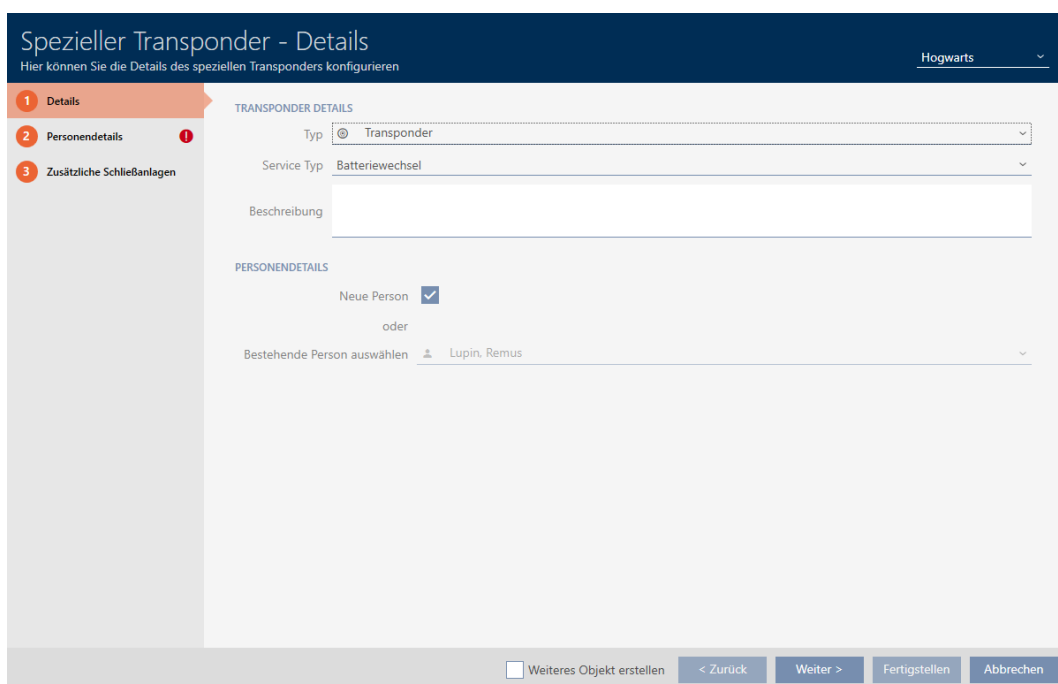 Spezieller Transponder - Details
Hier können Sie die Details des speziellen Transponders konfigurieren
Hogwarts
1 Details
2 Personendetails !
3 Zusätzliche Schließanlagen
TRANSPONDER DETAILS
Typ Transponder
Service Typ Batteriewechsel
Beschreibung
PERSONENDETAILS
Neue Person
oder
Bestehende Person auswählen Lupin, Remus
Weiteres Objekt erstellen < Zurück Weiter > Fertigstellen Abbrechen